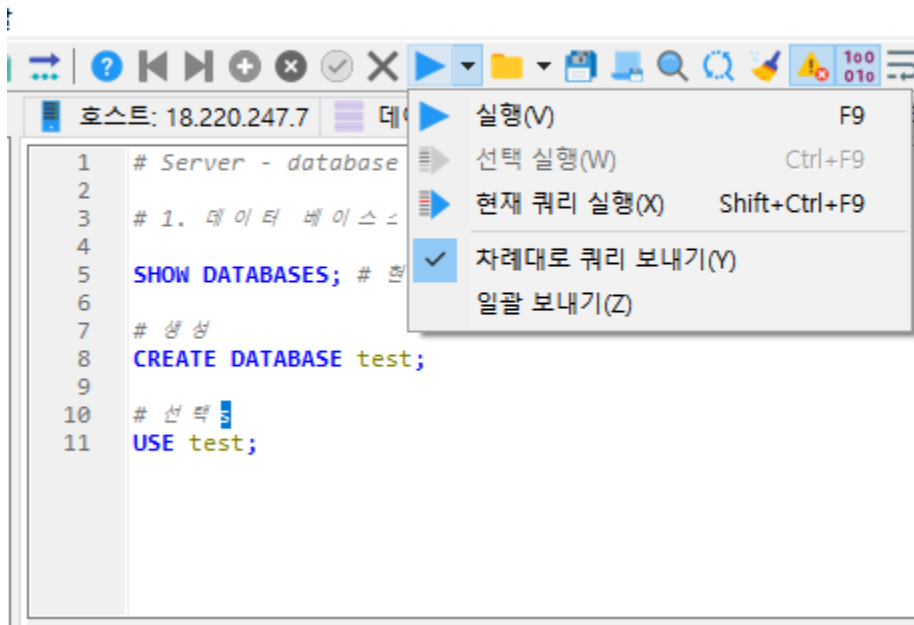 호스트: 18.220.247.7
실행(V) F9
선택 실행(W) Ctrl+F9
현재 쿼리 실행(X) Shift+Ctrl+F9
차례대로 쿼리 보내기(Y)
일괄 보내기(Z)
1 # Server - database
2
3 # 1. 데이터 베이스
4
5 SHOW DATABASES; #
6
7 # 생성
8 CREATE DATABASE test;
9
10 # 선택s
11 USE test;